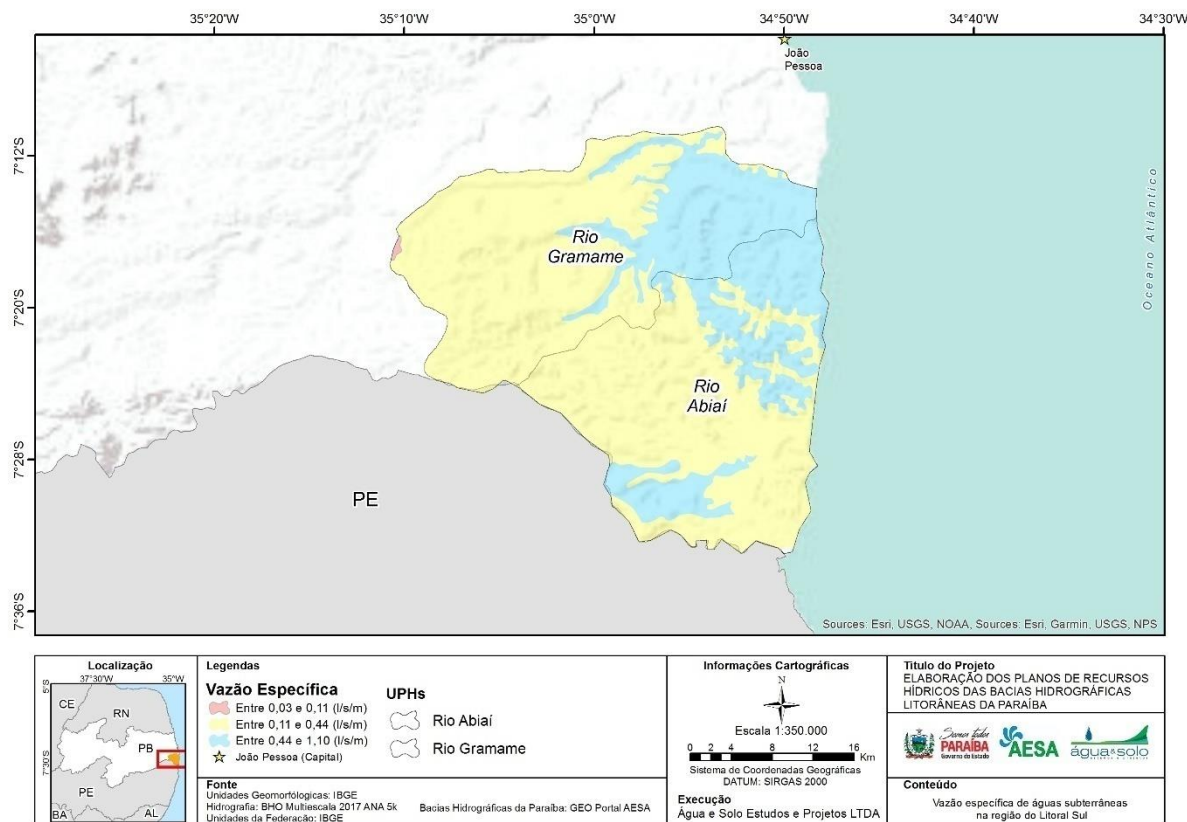 35°20'W 35°10'W 35°0'W 34°50'W 34°40'W 34°30'W
João
Pessoa
7°12'S
7°20'S
7°28'S
7°36'S
Rio
Gramame
Rio
Abiaí
PE
Oceano Atlântico
Sources: Esri, USGS, NOAA, Sources: Esri, Garmin, USGS, NPS
Localização
37°30'W 35°W
5°S
7°30'S
CE
RN
PB
PE
BA
AL
Legendas
Vazão Específica
Entre 0,03 e 0,11 (l/s/m)
Entre 0,11 e 0,44 (l/s/m)
Entre 0,44 e 1,10 (l/s/m)
João Pessoa (Capital)
UPHs
Rio Abiaí
Rio Gramame
Fonte
Unidades Geomorfólogicas: IBGE
Hidrografia: BHO Multiescala 2017 ANA 5k
Unidades da Federação: IBGE
Bacias Hidrográficas da Paraíba: GEO Portal AESA
Informações Cartográficas
N
Escala 1:350.000
0 2 4 8 12 16
Km
Sistema de Coordenadas Geográficas
DATUM: SIRGAS 2000
Execução
Água e Solo Estudos e Projetos LTDA
Titulo do Projeto
ELABORAÇÃO DOS PLANOS DE RECURSOS
HÍDRICOS DAS BACIAS HIDROGRÁFICAS
LITORÂNEAS DA PARAÍBA
Somos todos
PARAÍBA
Governo do Estado
AESA
água&solo
Conteúdo
Vazão específica de águas subterrâneas
na região do Litoral Sul